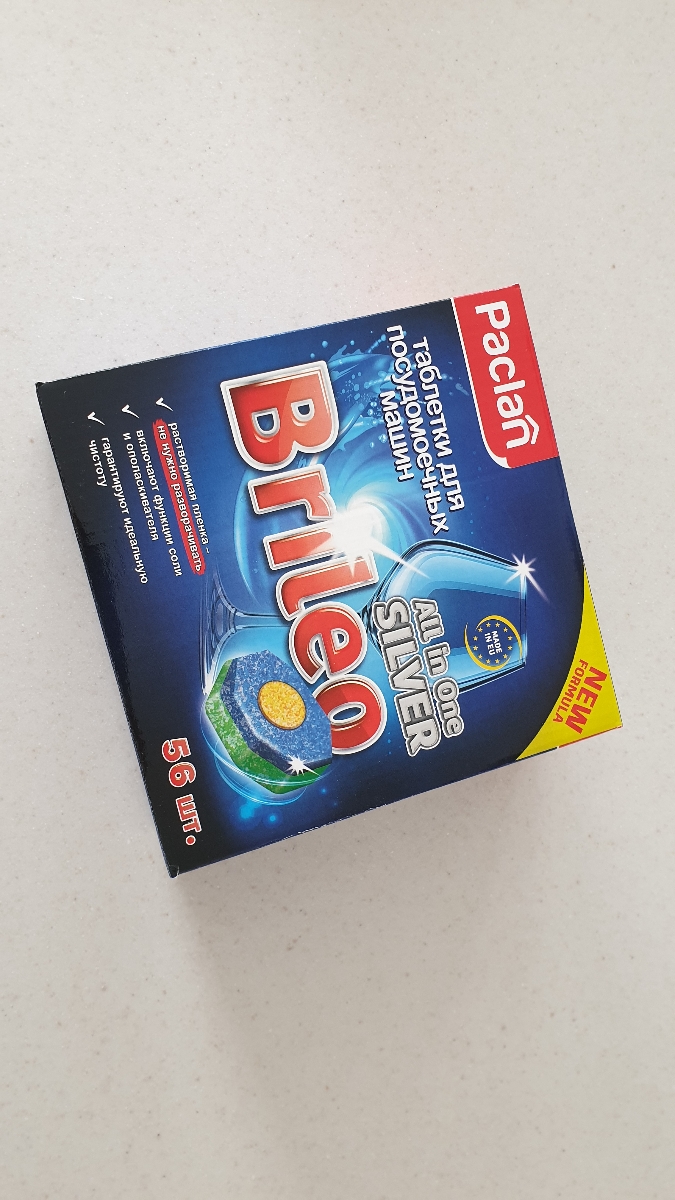 Paclan
таблетки для
посудомоечных
машин
NEW
FORMULA
Brileo
All in One
SILVER
MADE
IN EU
растворимая пленка –
не нужно разворачивать
включают функции соли
и ополаскивателя
гарантируют идеальную
чистоту
56 шт.